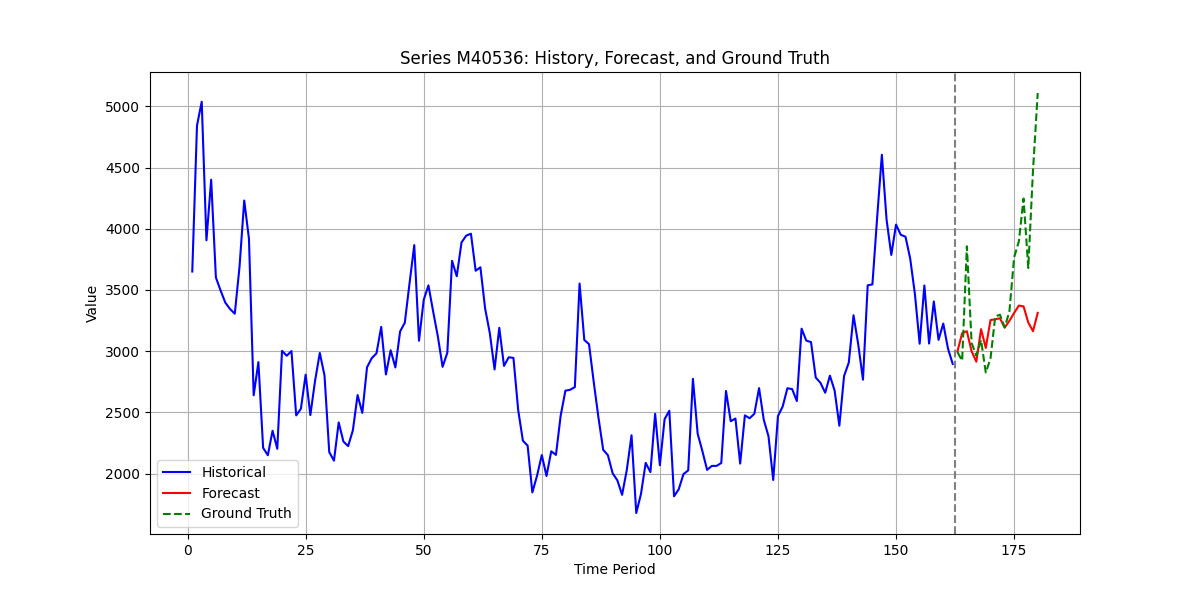 Series M40536: History, Forecast, and Ground Truth
Value
5000
4500
4000
3500
3000
2500
2000
Historical
Forecast
Ground Truth
0 25 50 75 100 125 150 175
Time Period